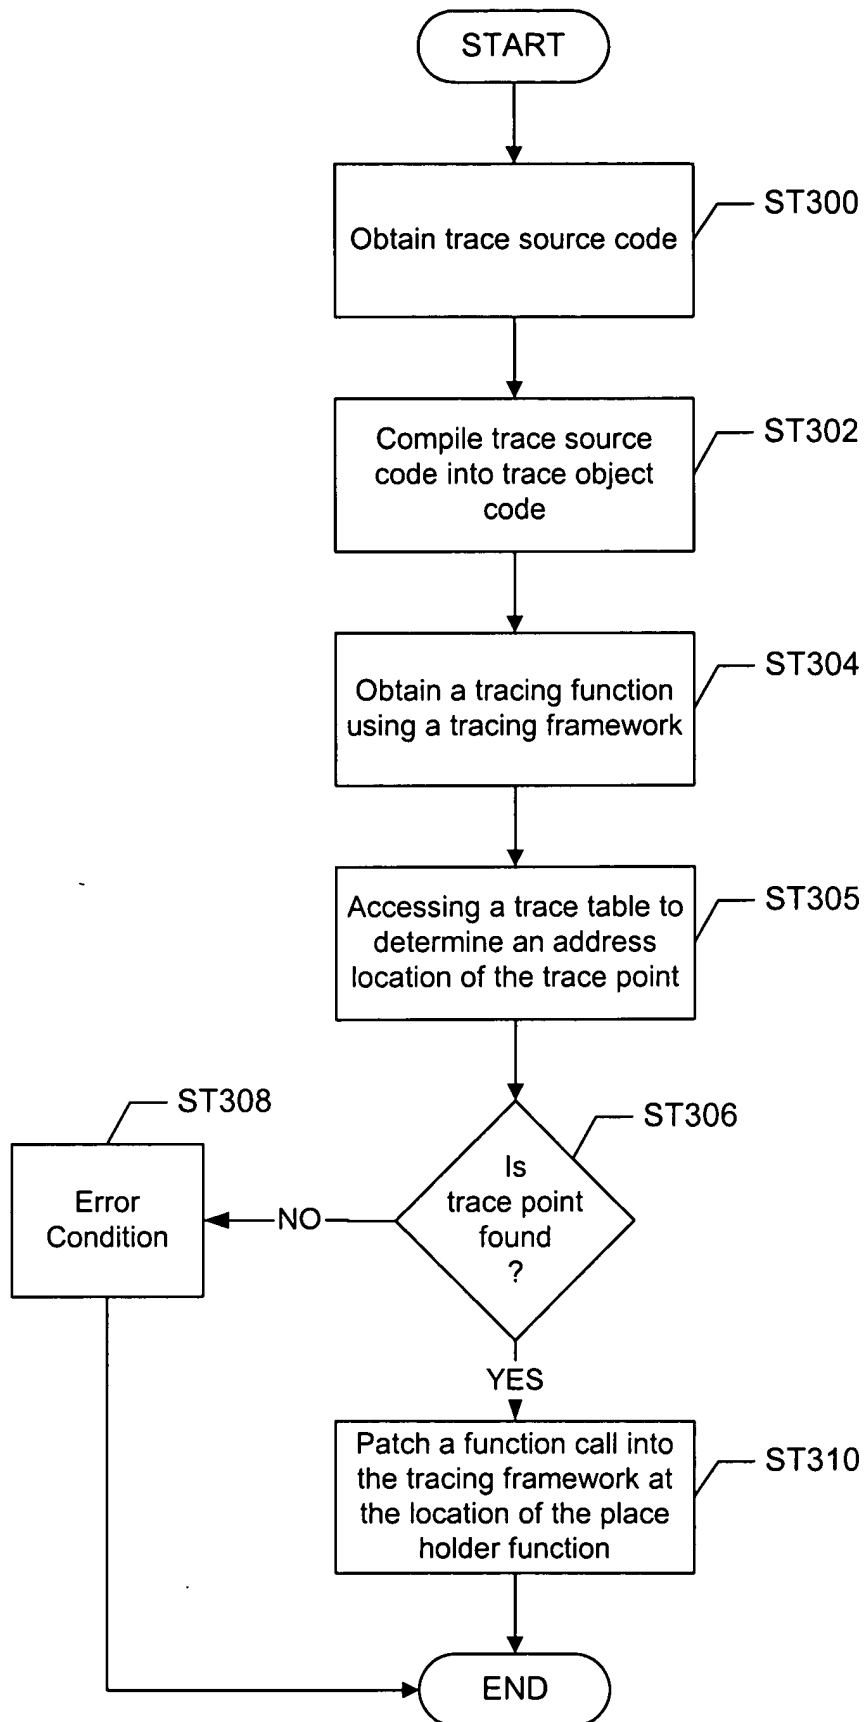 START
ST300
Obtain trace source code
ST302
Compile trace source
code into trace object
code
ST304
Obtain a tracing function
using a tracing framework
ST305
Accessing a trace table to
determine an address
location of the trace point
ST308
ST306
Error
Condition
NO
Is
trace point
found
?
YES
Patch a function call into
the tracing framework at
the location of the place
holder function
ST310
END